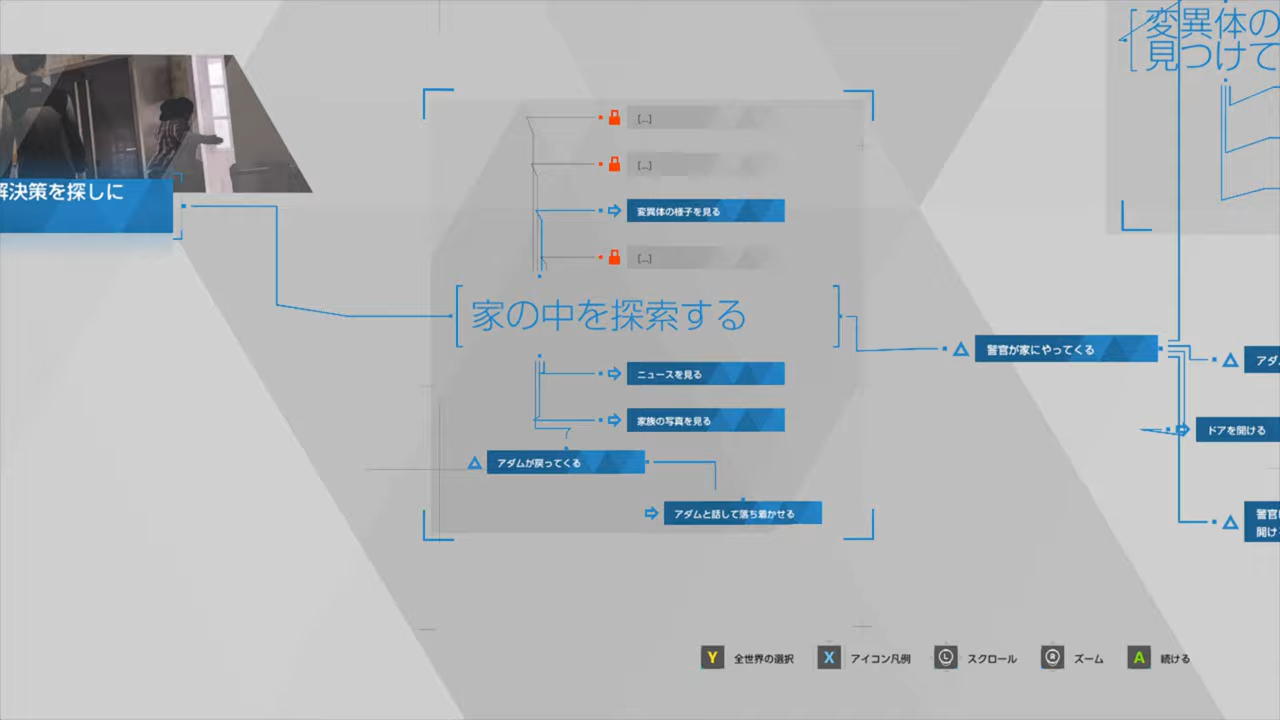 解決策を探しに
[...]
[...]
変異体の様子を見る
[...]
家の中を探索する
ニュースを見る
家族の写真を見る
アダムが戻ってくる
アダムと話して落ち着かせる
[変異体の
見つけて
警官が家にやってくる
アダ
ドアを開ける
警官
開け
Y 全世界の選択
X アイコン凡例
L スクロール
R ズーム
A 続ける